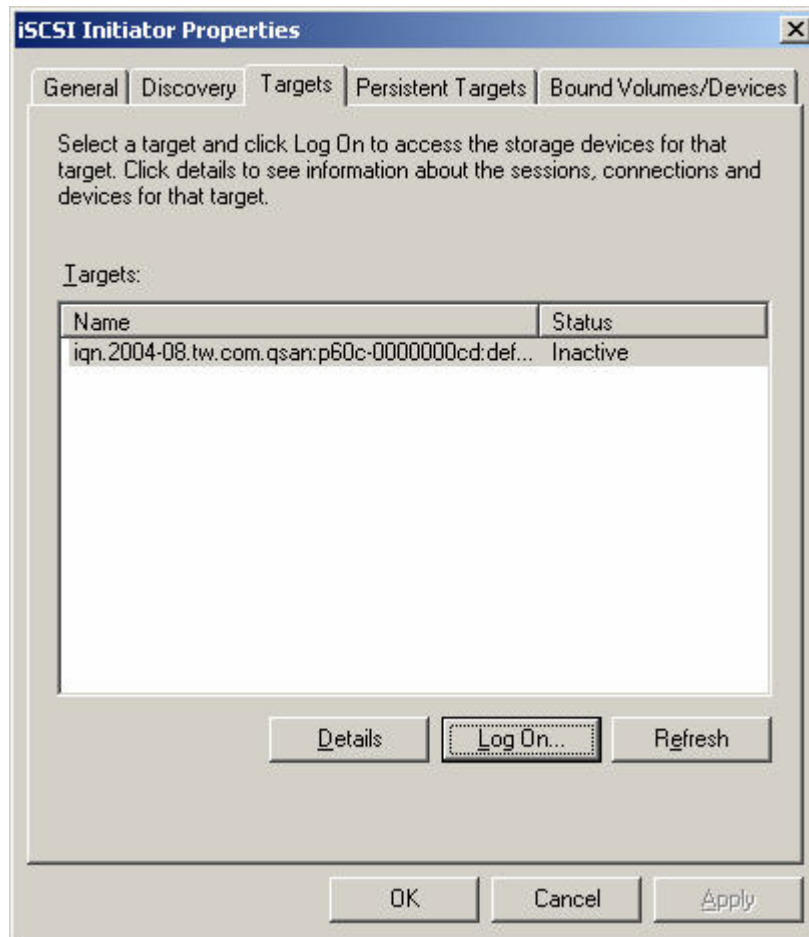 iSCSI Initiator Properties
General Discovery Targets Persistent Targets Bound Volumes/Devices
Select a target and click Log On to access the storage devices for that
target. Click details to see information about the sessions, connections and
devices for that target.
Targets:
Name Status
iqn.2004-08.tw.com.qsan:p60c-0000000cd:def... Inactive
Details Log On... Refresh
OK Cancel Apply